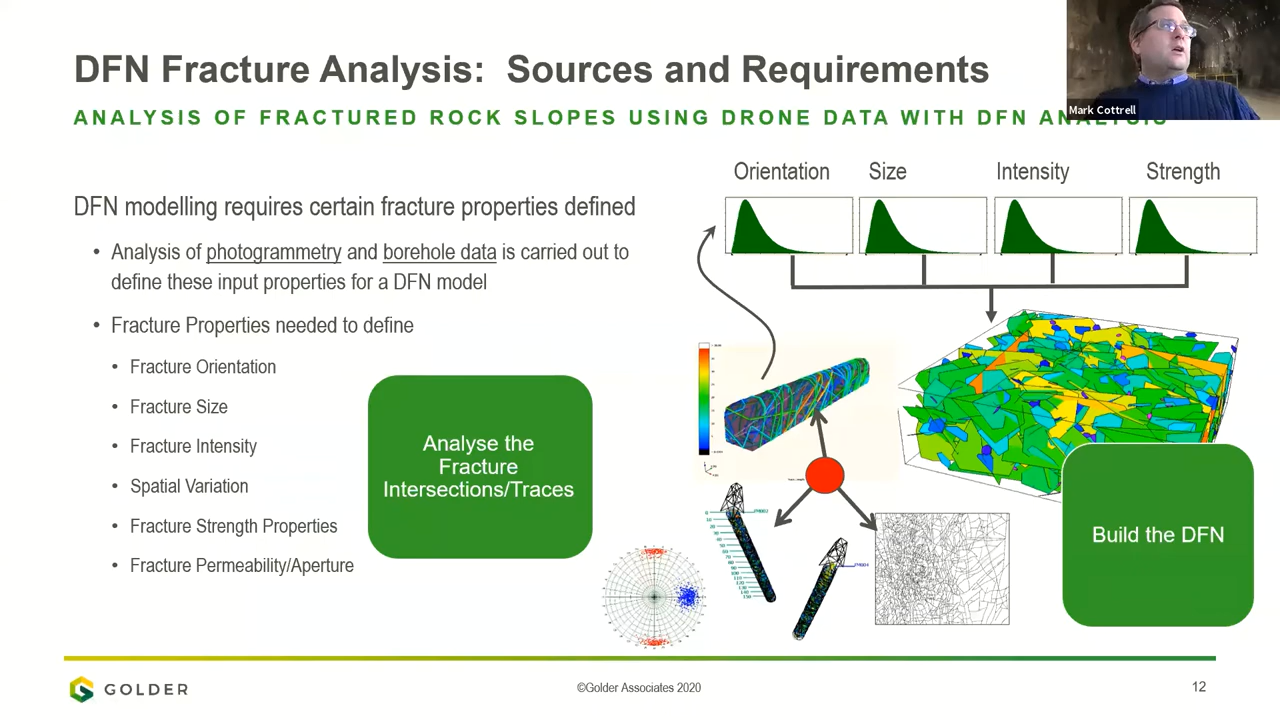 DFN Fracture Analysis: Sources and Requirements
ANALYSIS OF FRACTURED ROCK SLOPES USING DRONE DATA WITH DFN ANALYSIS
Mark Cottrell
DFN modelling requires certain fracture properties defined
• Analysis of photogrammetry and borehole data is carried out to
define these input properties for a DFN model
• Fracture Properties needed to define
• Fracture Orientation
• Fracture Size
• Fracture Intensity
• Spatial Variation
• Fracture Strength Properties
• Fracture Permeability/Aperture
Analyse the
Fracture
Intersections/Traces
Orientation
Size
Intensity
Strength
Build the DFN
GOLDER
©Golder Associates 2020
12